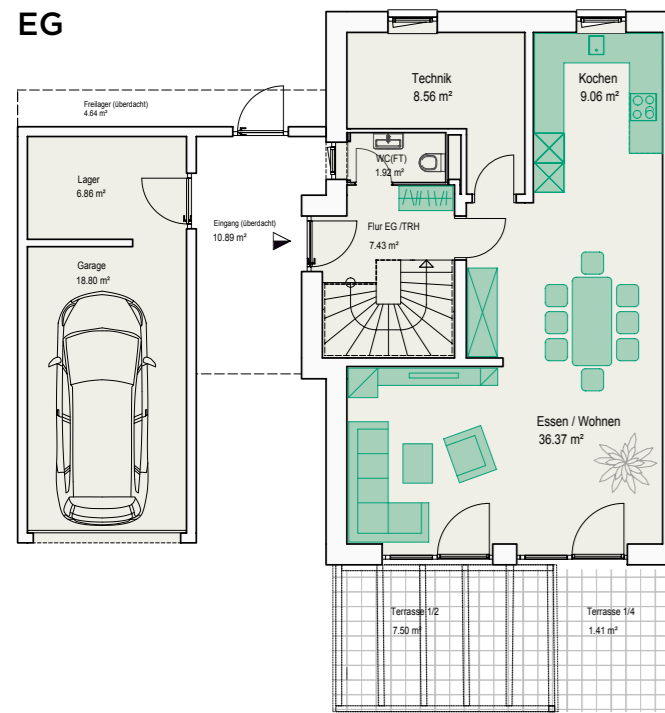 EG
Technik
8.56 m²
Kochen
9.06 m²
Freilager (überdacht)
4.64 m²
WC(FT)
1.92 m²
Lager
6.86 m²
Eingang (überdacht)
10.89 m²
Flur EG /TRH
7.43 m²
Garage
18.80 m²
Essen / Wohnen
36.37 m²
Terrasse 1/2
7.50 m²
Terrasse 1/4
1.41 m²